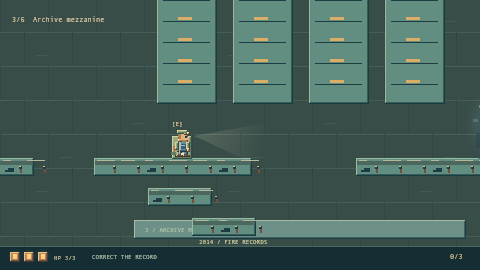 3/6 Archive mezzanine
[E]
3 / ARCHIVE
2014 / FIRE RECORDS
HP 3/3 CORRECT THE RECORD 0/3